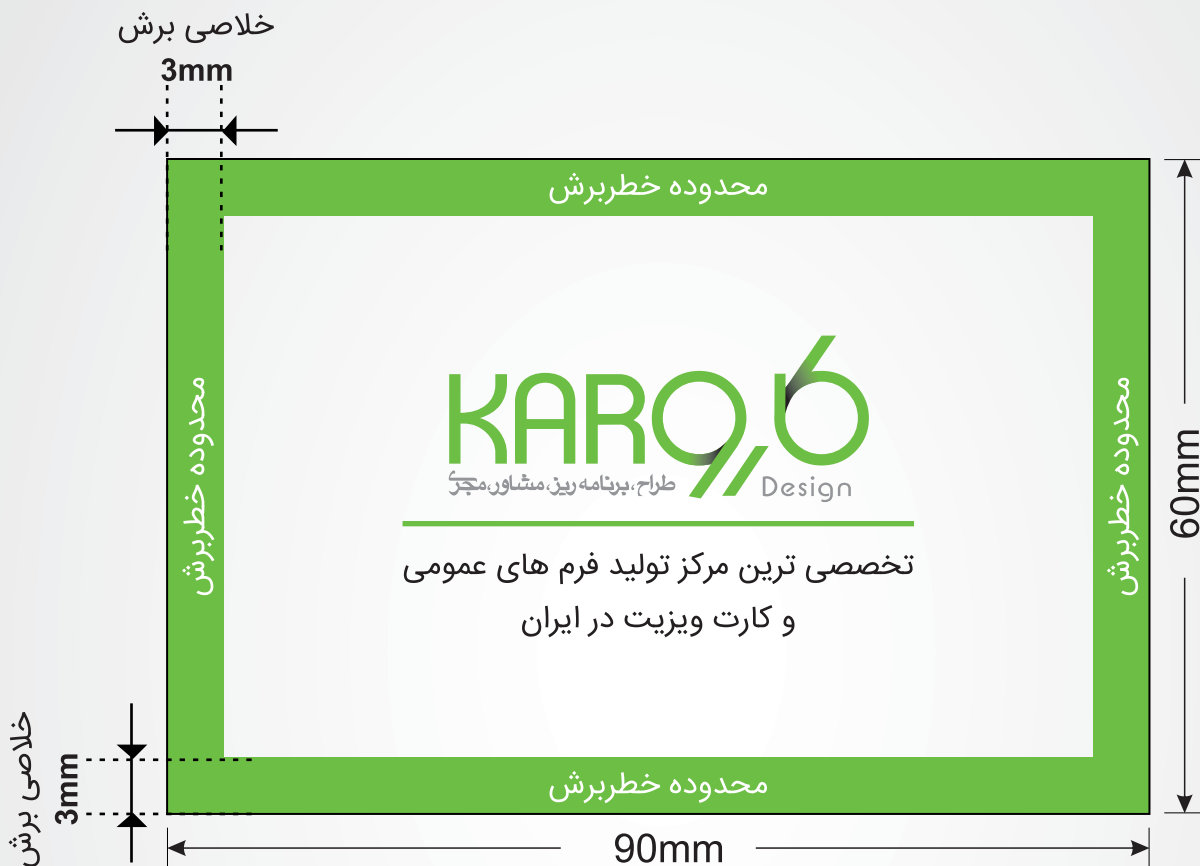 خلاصی برش
3mm
محدوده خطربرش
محدوده خطربرش
محدوده خطربرش
60mm
KARO
طراح،برنامه ریز،مشاور،مجری
Design
تخصصی ترین مرکز تولید فرم های عمومی
و کارت ویزیت در ایران
خلاصی برش
3mm
محدوده خطربرش
90mm